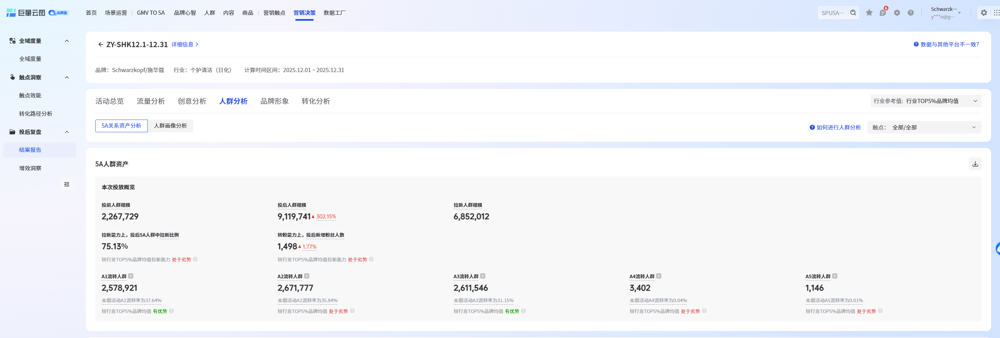 巨量云图 品牌版 首页 场景运营 GMV TO 5A 品牌心智 人群 内容 商品 营销触点 营销决策 数据工厂 SPU5A··· 6 Schwarzk···
y***n@g···
全域度量
全域度量
触点洞察
触点效能
转化路径分析
投后复盘
结案报告
增效洞察
ZY-SHK12.1-12.31 详细信息
数据与其他平台不一致?
品牌：Schwarzkopf/施华蔻 行业：个护清洁（日化） 计算时间区间：2025.12.01 ~ 2025.12.31
活动总览 流量分析 创意分析 人群分析 品牌形象 转化分析 行业参考值: 行业TOP5%品牌均值
5A关系资产分析 人群画像分析 如何进行人群分析 触点： 全部/全部
5A人群资产
本次投放概览
投前人群规模 投后人群规模 拉新人群规模
2,267,729 9,119,741 302.15% 6,852,012
拉新能力上，投后5A人群中拉新比例 转粉能力上，投后新增粉丝人数
75.13% 1,498 1.77%
较行业TOP5%品牌均值拉新能力 处于劣势 较行业TOP5%品牌均值拉新能力 处于劣势
A1流转人群 A2流转人群 A3流转人群 A4流转人群 A5流转人群
2,578,921 2,671,777 2,611,546 3,402 1,146
本期活动A1流转率为37.64% 本期活动A2流转率为35.84% 本期活动A3流转率为31.15% 本期活动A4流转率为0.04% 本期活动A5流转率为0.01%
较行业TOP5%品牌均值 有优势 较行业TOP5%品牌均值 处于劣势 较行业TOP5%品牌均值 有优势 较行业TOP5%品牌均值 处于劣势 较行业TOP5%品牌均值 处于劣势